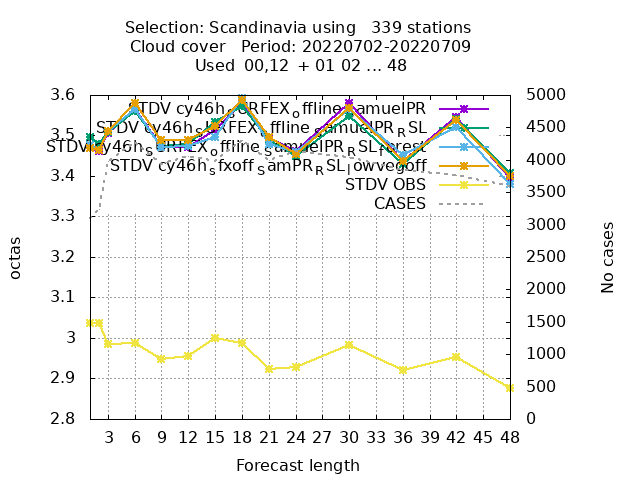 Selection: Scandinavia using   339 stations
Cloud cover   Period: 20220702-20220709
Used  00,12  + 01 02 ... 48
3.6
3.5
3.4
3.3
3.2
3.1
3
2.9
2.8
octas
5000
4500
4000
3500
3000
2500
2000
1500
1000
500
0
No cases
STDV OBS
CASES
3 6 9 12 15 18 21 24 27 30 33 36 39 42 45 48
Forecast length